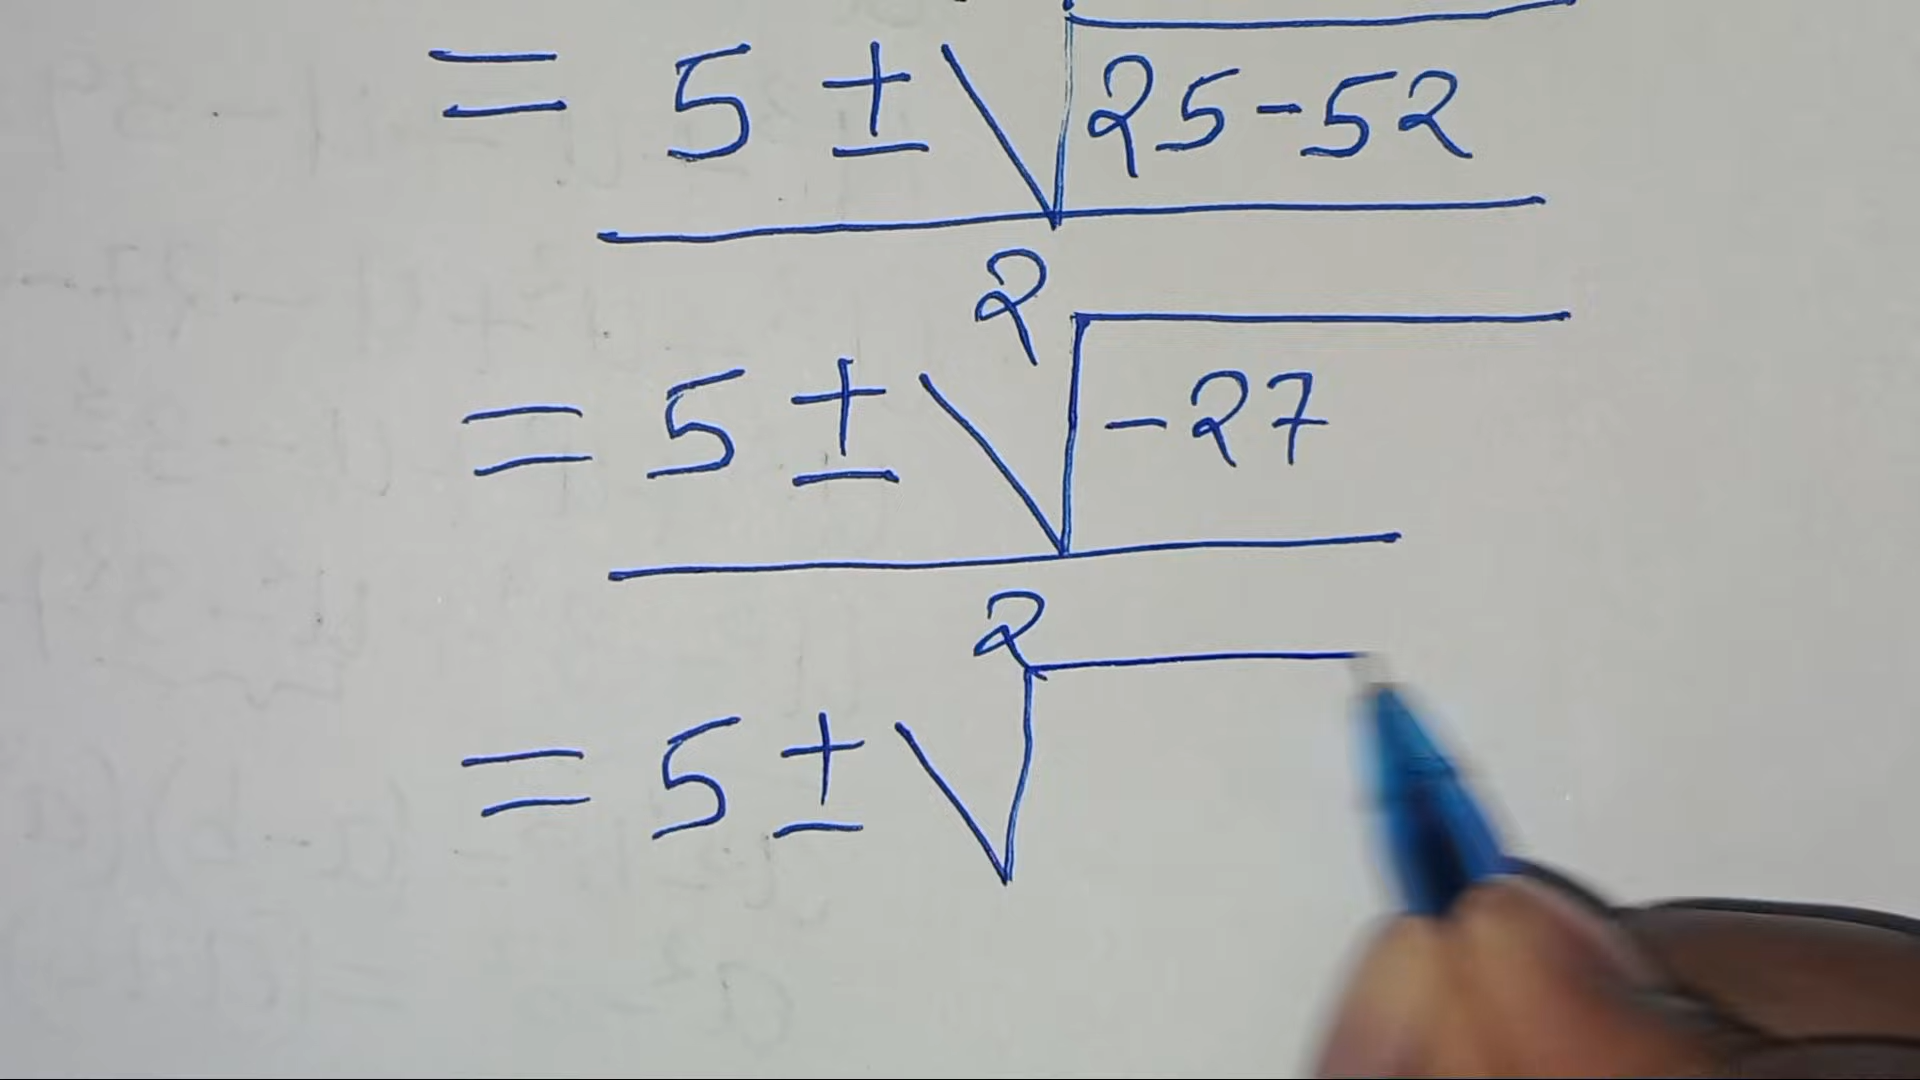 = 5 ± √25-52
2
= 5 ± √-27
2
= 5 ± √